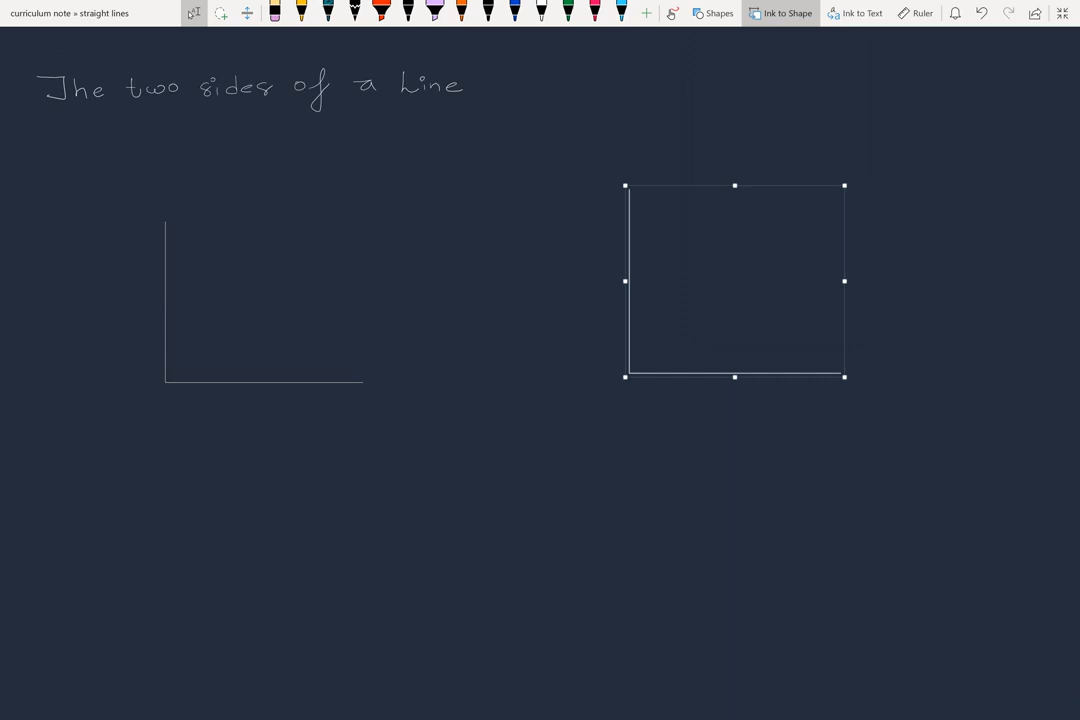 curriculum note » straight lines
Shapes
Ink to Shape
Ink to Text
Ruler
The two sides of a Line